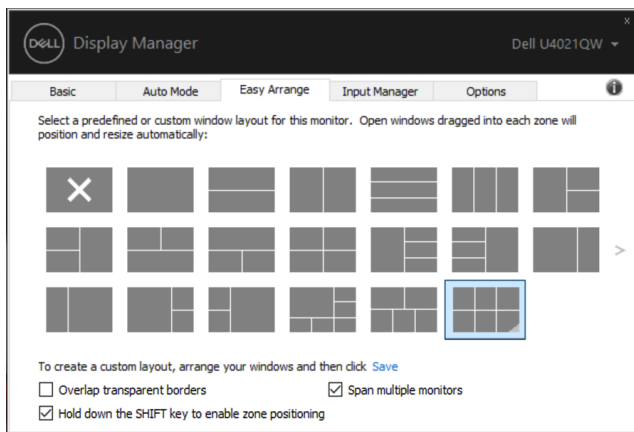 x
DELL Display Manager Dell U4021QW
Basic Auto Mode Easy Arrange Input Manager Options
Select a predefined or custom window layout for this monitor. Open windows dragged into each zone will
position and resize automatically:
>
To create a custom layout, arrange your windows and then click Save
Overlap transparent borders Span multiple monitors
Hold down the SHIFT key to enable zone positioning